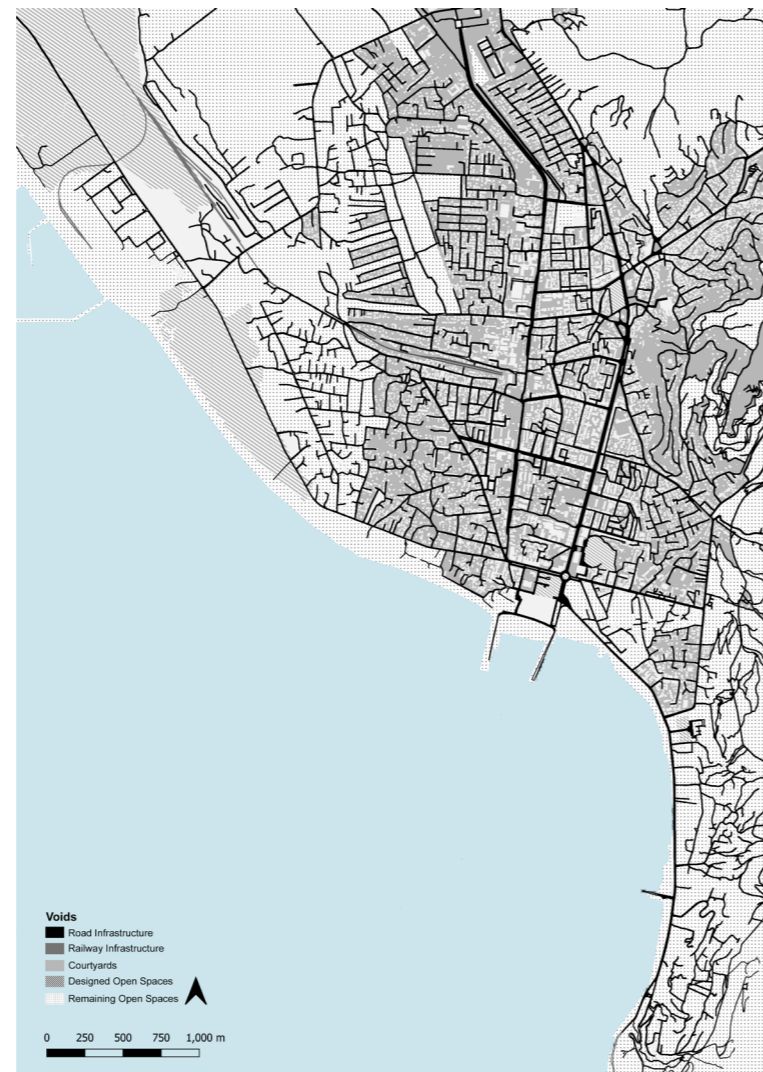 Voids
Road Infrastructure
Railway Infrastructure
Courtyards
Designed Open Spaces
Remaining Open Spaces
0 250 500 750 1,000 m